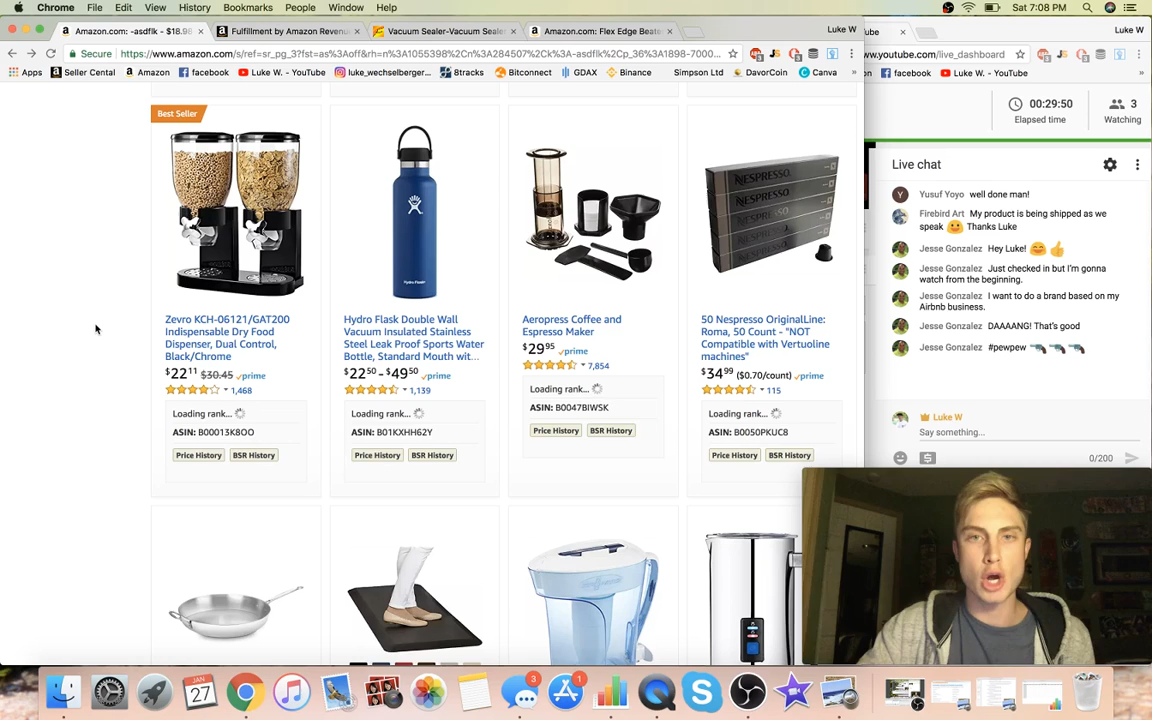 Chrome File Edit View History Bookmarks People Window Help
Sat 7:08 PM
Amazon.com: -asdflk - $18.98
Fulfillment by Amazon Revenu
Vacuum Sealer-Vacuum Seale
Amazon.com: Flex Edge Beats
Luke W
Luke W
Secure https://www.amazon.com/s/ref=sr_pg_3?fst=as%3Aoff&rh=n%3A1055398%2Cn%3A284507%2Ck%3A-asdflk%2Cp_36%3A1898-7000...
ww.youtube.com/live_dashboard
Apps Seller Cental Amazon facebook Luke W. - YouTube luke_wechselberger... 8tracks Bitconnect GDAX Binance Simpson Ltd DavorCoin Canva »
facebook Luke W. - YouTube »
00:29:50
Elapsed time
3
Watching
Live chat
Yusuf Yoyo well done man!
Firebird Art My product is being shipped as we
speak Thanks Luke
Jesse Gonzalez Hey Luke!
Jesse Gonzalez Just checked in but I'm gonna
watch from the beginning.
Jesse Gonzalez I want to do a brand based on my
Airbnb business.
Jesse Gonzalez DAAAANG! That's good
Jesse Gonzalez #pewpew
Luke W
Say something...
0/200
Best Seller
Hydro Flask
NESPRESSO
Zevro KCH-06121/GAT200
Indispensable Dry Food
Dispenser, Dual Control,
Black/Chrome
$22.11 $30.45 prime
1,468
Loading rank...
ASIN: B00013K8OO
Price History BSR History
Hydro Flask Double Wall
Vacuum Insulated Stainless
Steel Leak Proof Sports Water
Bottle, Standard Mouth wit...
$22.50 - $49.50 prime
1,139
Loading rank...
ASIN: B01KXHH62Y
Price History BSR History
Aeropress Coffee and
Espresso Maker
$29.95 prime
7,854
Loading rank...
ASIN: B0047BIWSK
Price History BSR History
50 Nespresso OriginalLine:
Roma, 50 Count - "NOT
Compatible with Vertuoline
machines"
$34.99 ($0.70/count) prime
115
Loading rank...
ASIN: B0050PKUC8
Price History BSR History
JAN
27
3
1